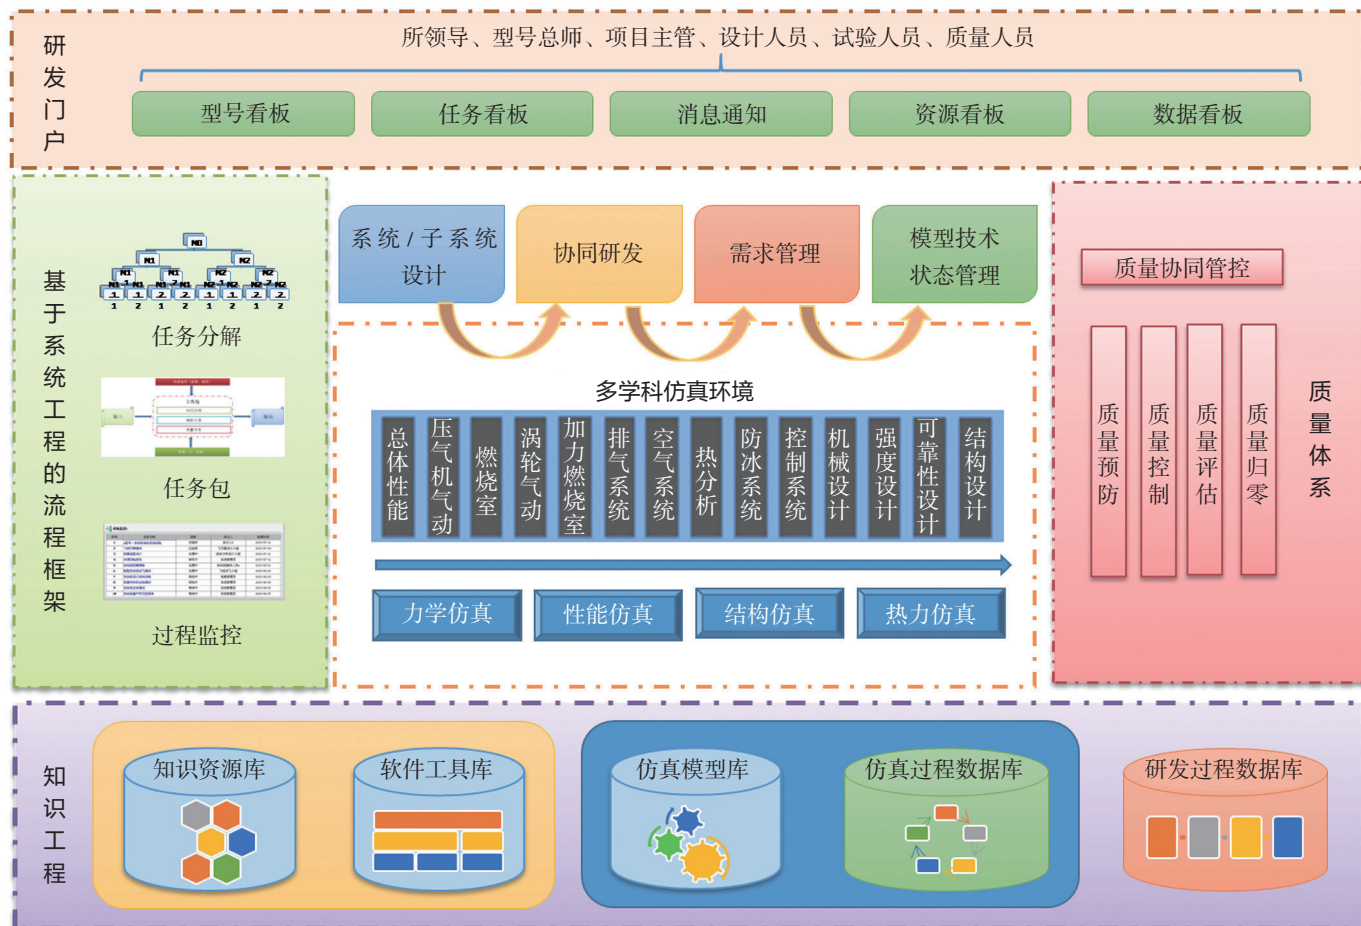 研发门户
所领导、型号总师、项目主管、设计人员、试验人员、质量人员
型号看板
任务看板
消息通知
资源看板
数据看板
基于系统工程的流程框架
N0
N1
N2
任务分解
输入
输出
任务包
过程监控
系统/子系统
设计
协同研发
需求管理
模型技术
状态管理
多学科仿真环境
总体性能
压气机气动
燃烧室
涡轮气动
加力燃烧室
排气系统
空气系统
热分析
防冰系统
控制系统
机械设计
强度设计
可靠性设计
结构设计
力学仿真
性能仿真
结构仿真
热力仿真
质量协同管控
质量预防
质量控制
质量评估
质量归零
质量体系
知识工程
知识资源库
软件工具库
仿真模型库
仿真过程数据库
研发过程数据库